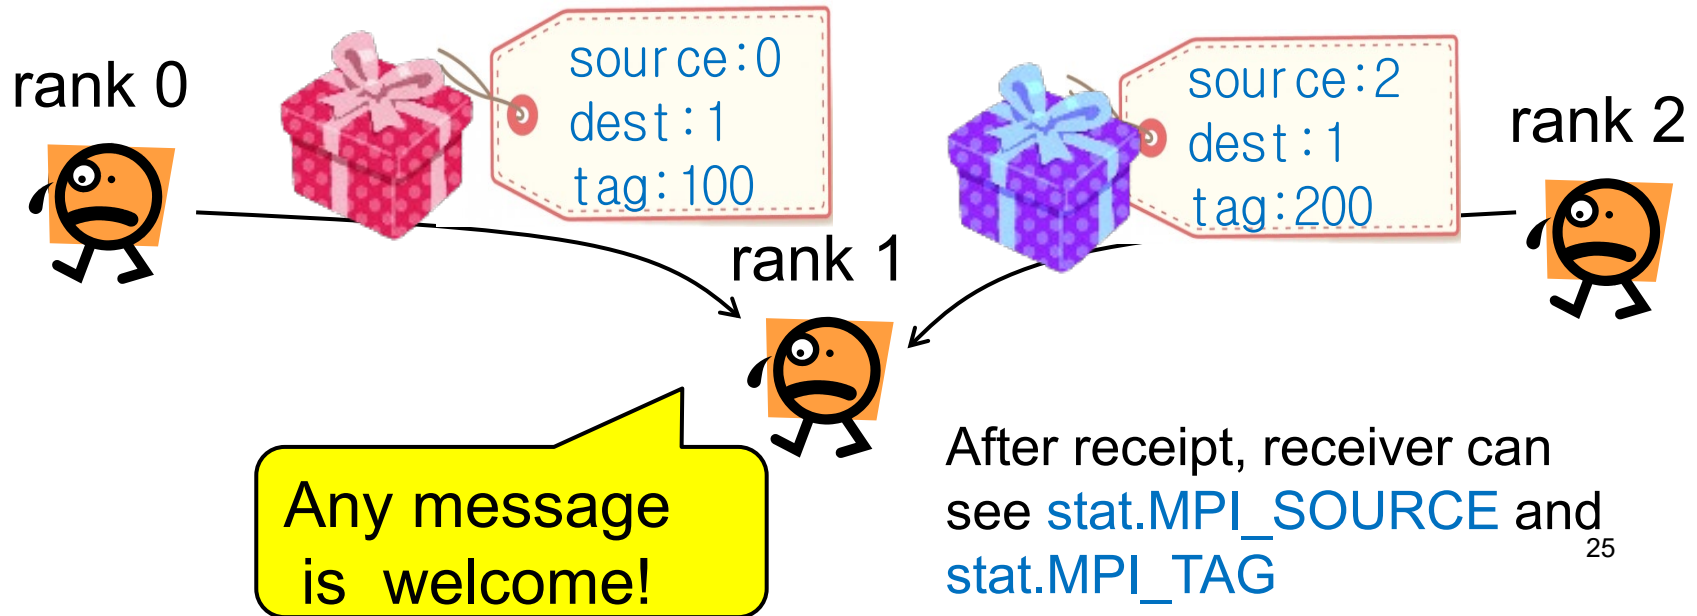 rank 0
source:0
dest:1
tag:100
source:2
dest:1
tag:200
rank 2
rank 1
Any message
is welcome!
After receipt, receiver can
see stat.MPI_SOURCE and
stat.MPI_TAG
25